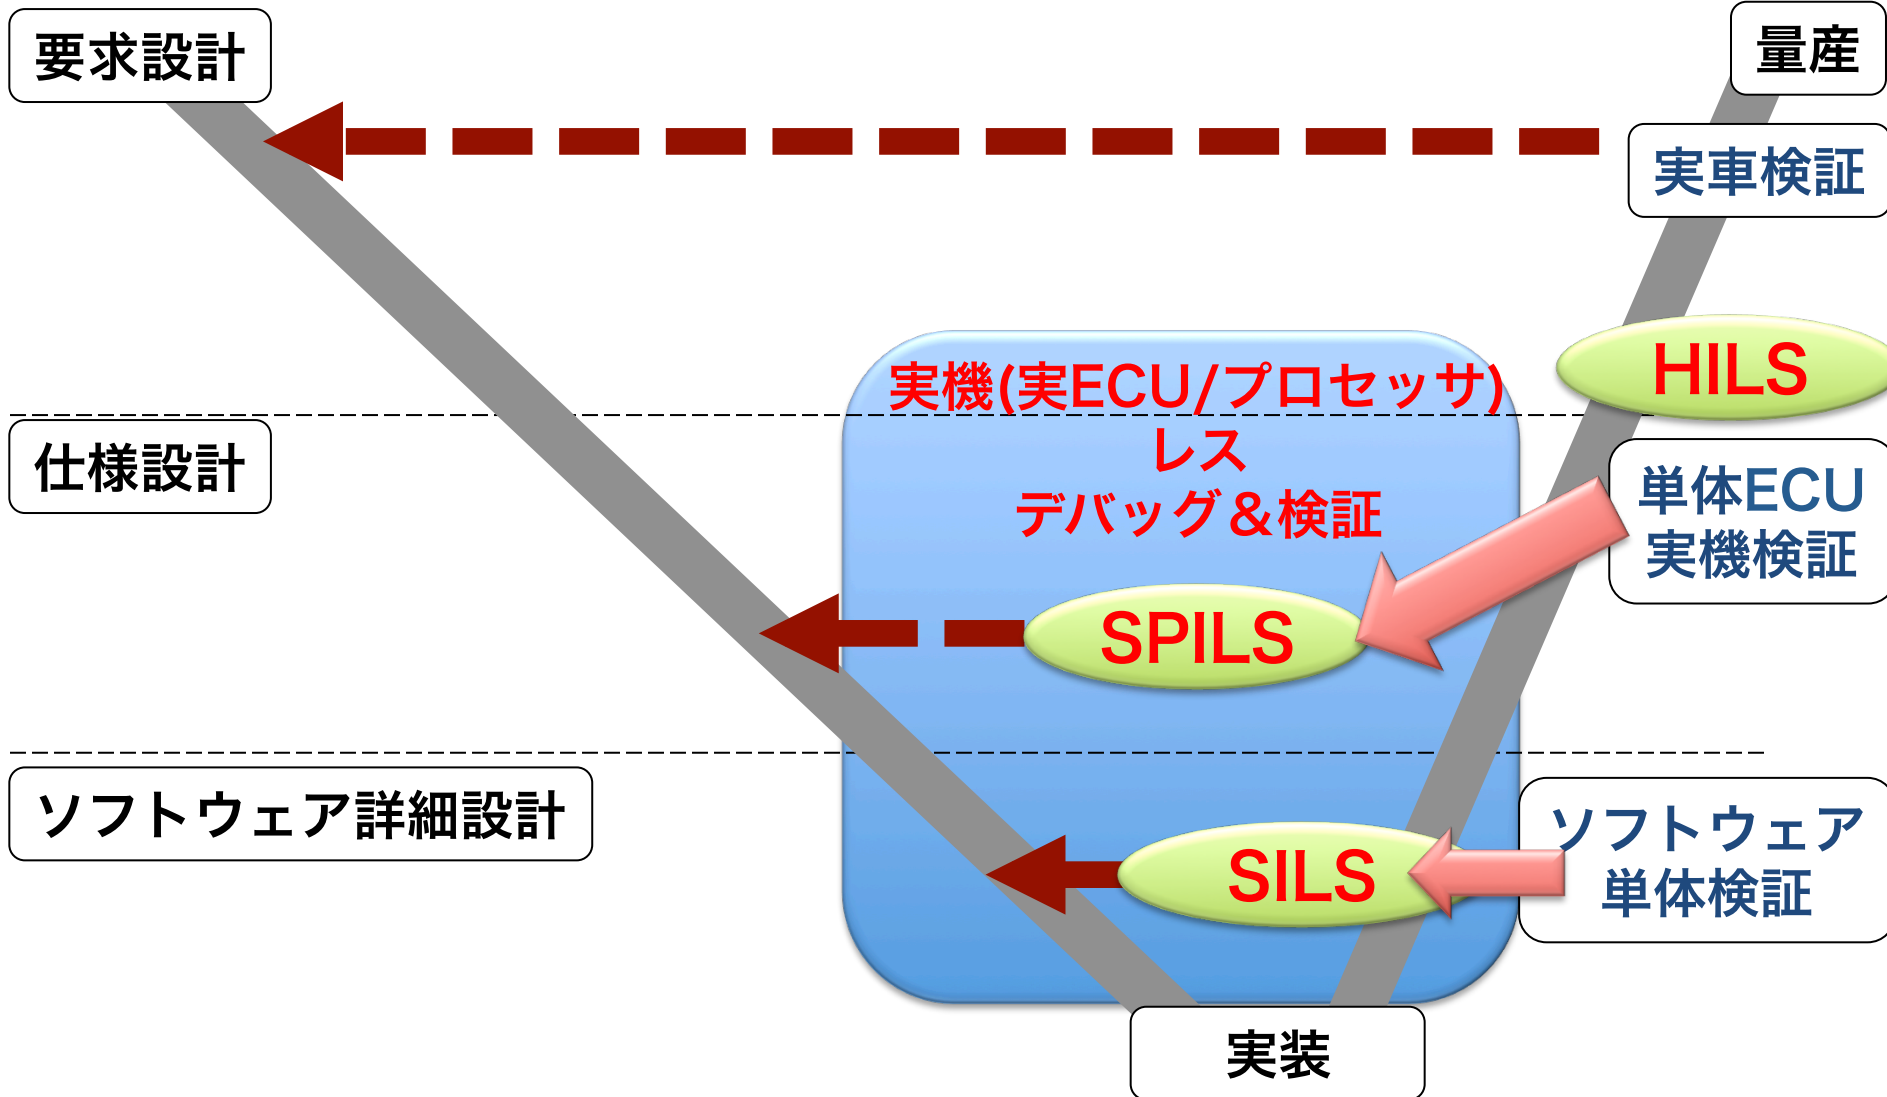 要求設計
量産
実車検証
HILS
実機(実ECU/プロセッサ)
レス
デバッグ＆検証
仕様設計
単体ECU
実機検証
SPILS
ソフトウェア詳細設計
ソフトウェア
単体検証
SILS
実装